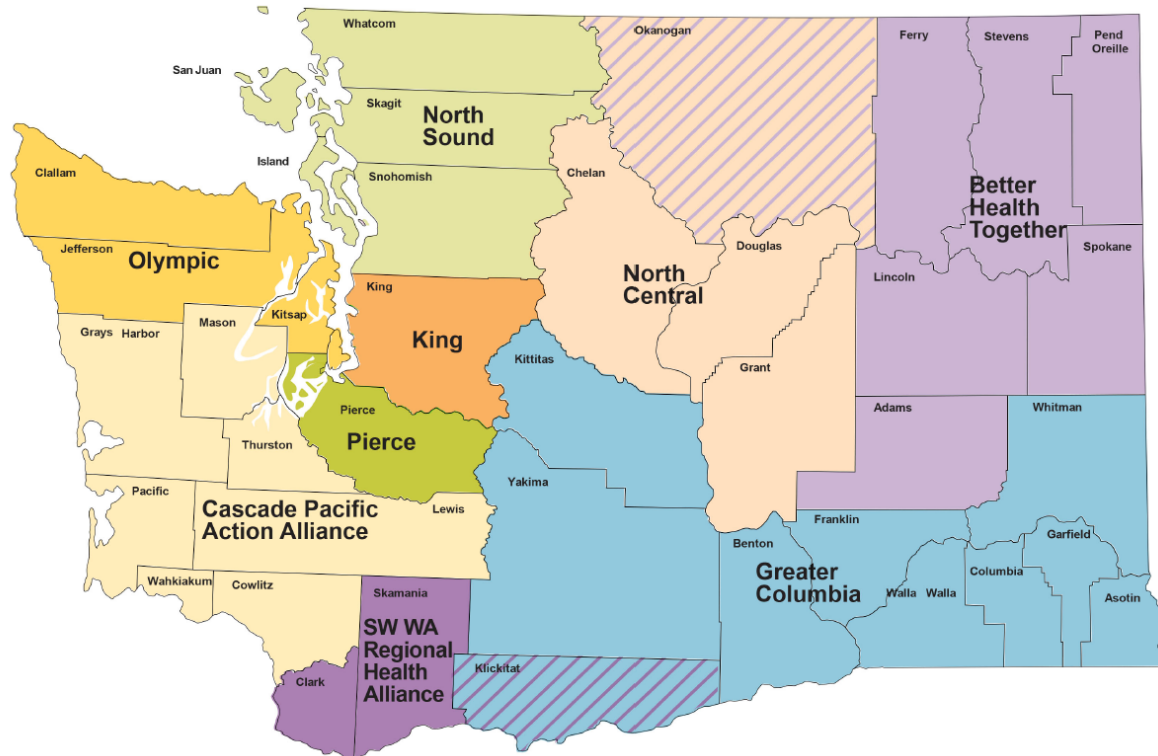 Whatcom
Okanogan
Ferry
Stevens
Pend
Oreille
San Juan
Skagit
North
Sound
Island
Snohomish
Chelan
Clallam
Better
Health
Together
Jefferson
Olympic
Douglas
Spokane
King
North
Central
Lincoln
Kitsap
Mason
Grays Harbor
King
Kittitas
Grant
Pierce
Adams
Whitman
Pierce
Thurston
Yakima
Pacific
Cascade Pacific
Action Alliance
Lewis
Franklin
Benton
Garfield
Greater
Columbia
Columbia
Wahkiakum
Cowlitz
Skamania
Walla Walla
Asotin
SW WA
Regional
Health
Alliance
Klickitat
Clark